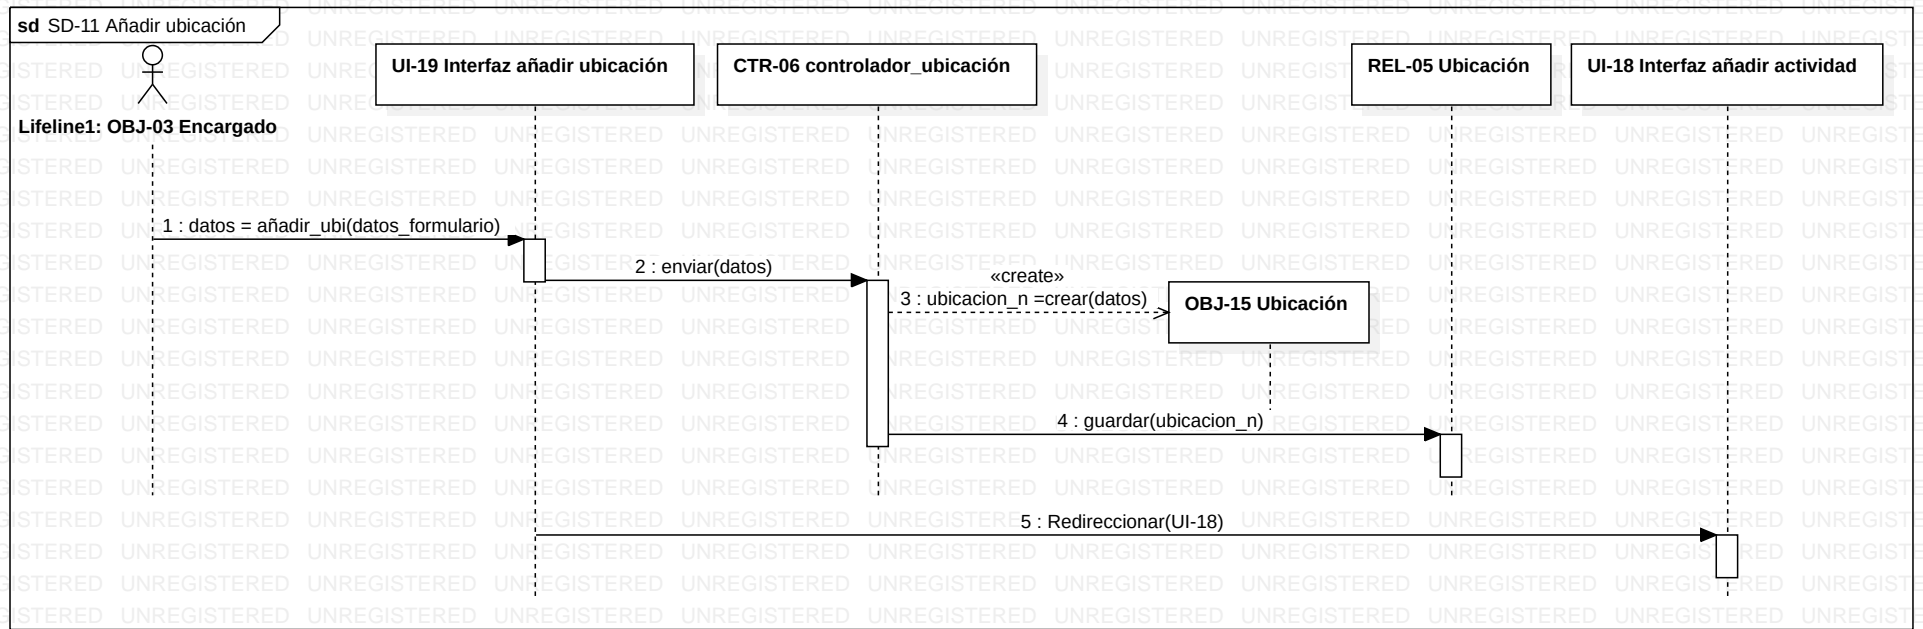 sd SD-11 Añadir ubicación
UI-19 Interfaz añadir ubicación
CTR-06 controlador_ubicación
REL-05 Ubicación
UI-18 Interfaz añadir actividad
Lifeline1: OBJ-03 Encargado
1 : datos = añadir_ubi(datos_formulario)
2 : enviar(datos)
«create»
3 : ubicacion_n =crear(datos)
OBJ-15 Ubicación
4 : guardar(ubicacion_n)
5 : Redireccionar(UI-18)
UNREGISTERED